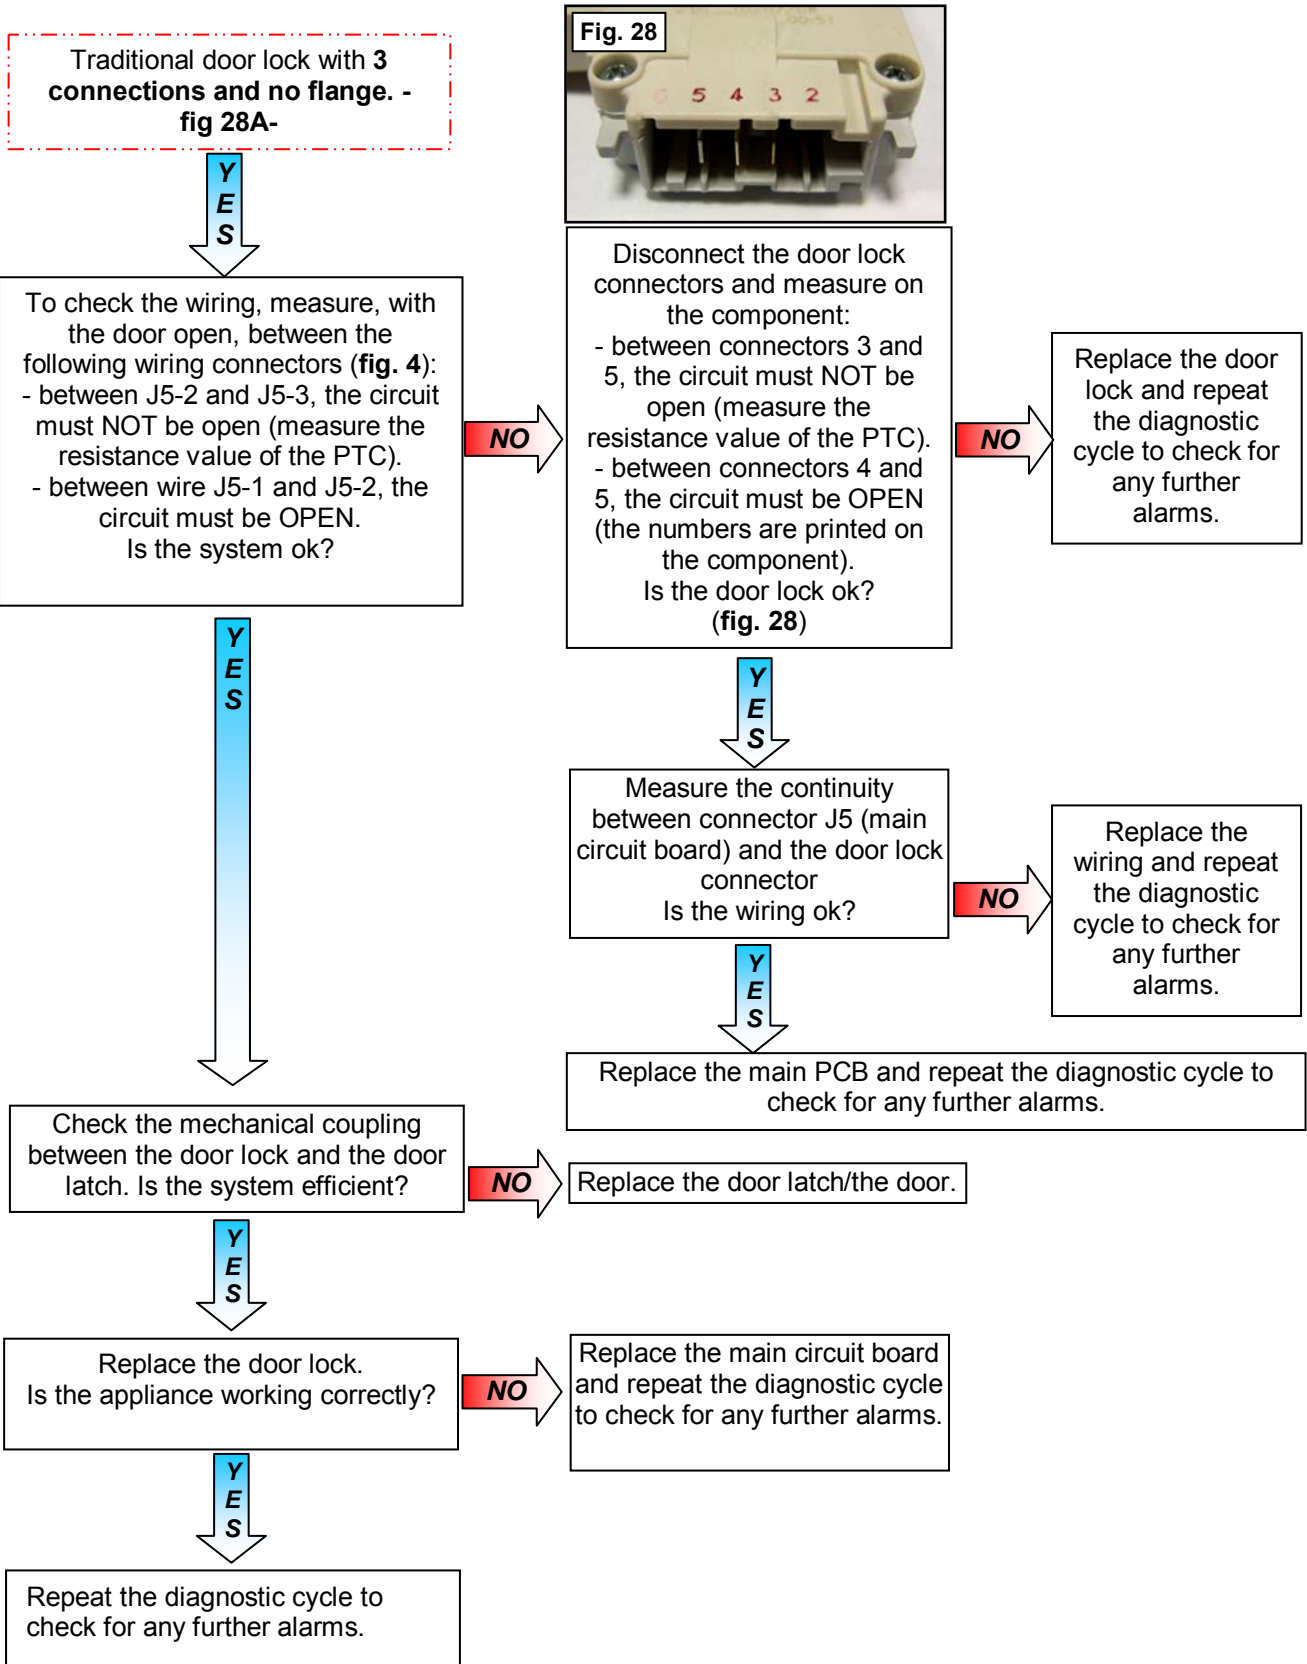 Traditional door lock with 3
connections and no flange. -
fig 28A-
Fig. 28
6 5 4 3 2
Y
E
S
To check the wiring, measure, with
the door open, between the
following wiring connectors (fig. 4):
- between J5-2 and J5-3, the circuit
must NOT be open (measure the
resistance value of the PTC).
- between wire J5-1 and J5-2, the
circuit must be OPEN.
Is the system ok?
NO
Disconnect the door lock
connectors and measure on
the component:
- between connectors 3 and
5, the circuit must NOT be
open (measure the
resistance value of the PTC).
- between connectors 4 and
5, the circuit must be OPEN
(the numbers are printed on
the component).
Is the door lock ok?
(fig. 28)
NO
Replace the door
lock and repeat
the diagnostic
cycle to check for
any further
alarms.
Y
E
S
Y
E
S
Measure the continuity
between connector J5 (main
circuit board) and the door lock
connector
Is the wiring ok?
NO
Replace the
wiring and repeat
the diagnostic
cycle to check for
any further
alarms.
Y
E
S
Replace the main PCB and repeat the diagnostic cycle to
check for any further alarms.
Check the mechanical coupling
between the door lock and the door
latch. Is the system efficient?
NO
Replace the door latch/the door.
Y
E
S
Replace the door lock.
Is the appliance working correctly?
NO
Replace the main circuit board
and repeat the diagnostic cycle
to check for any further alarms.
Y
E
S
Repeat the diagnostic cycle to
check for any further alarms.